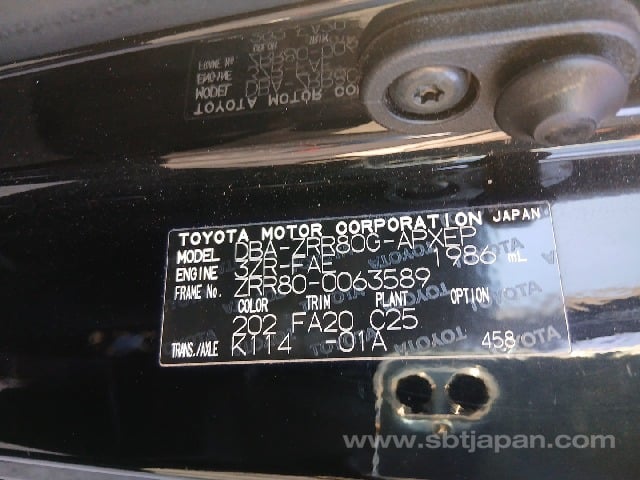 TOYOTA MOTOR CORPORATION JAPAN
MODEL DBA-ZRR80G-APXEP
ENGINE 3ZR-FAE 1986 mL
FRAME No. ZRR80-0063589
COLOR TRIM PLANT OPTION
202 FA20 C25
TRANS./AXLE K114 -01A 458
www.sbtjapan.com